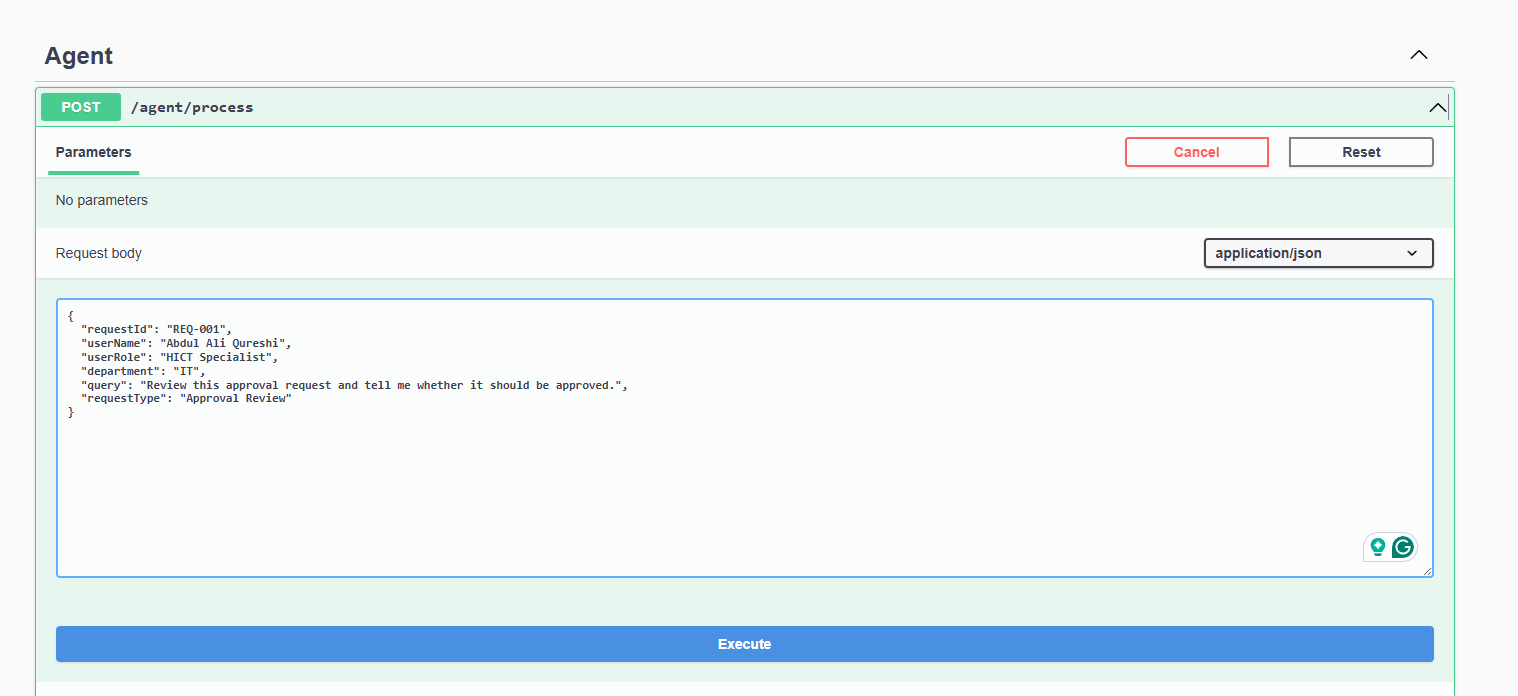 Agent
POST /agent/process
Parameters
Cancel
Reset
No parameters
Request body
application/json
{
  "requestId": "REQ-001",
  "userName": "Abdul Ali Qureshi",
  "userRole": "HICT Specialist",
  "department": "IT",
  "query": "Review this approval request and tell me whether it should be approved.",
  "requestType": "Approval Review"
}
Execute